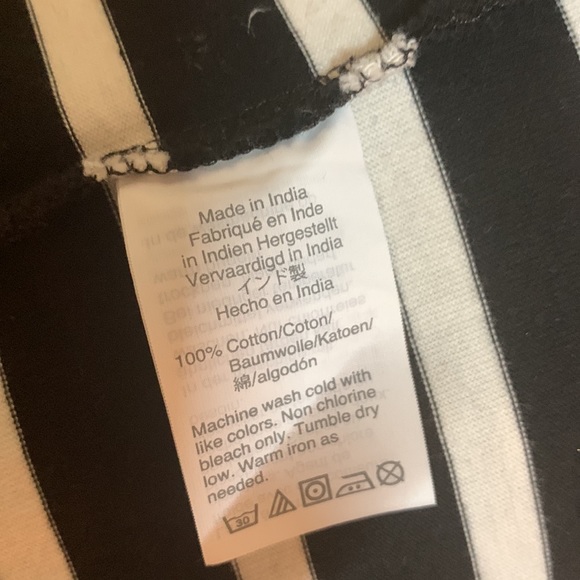 Made in India
Fabriqué en Inde
in Indien Hergestellt
Vervaardigd in India
インド製
Hecho en India
100% Cotton/Coton/
Baumwolle/Katoen/
綿/algodón
Machine wash cold with
like colors. Non chlorine
bleach only. Tumble dry
low. Warm iron as
needed.
30